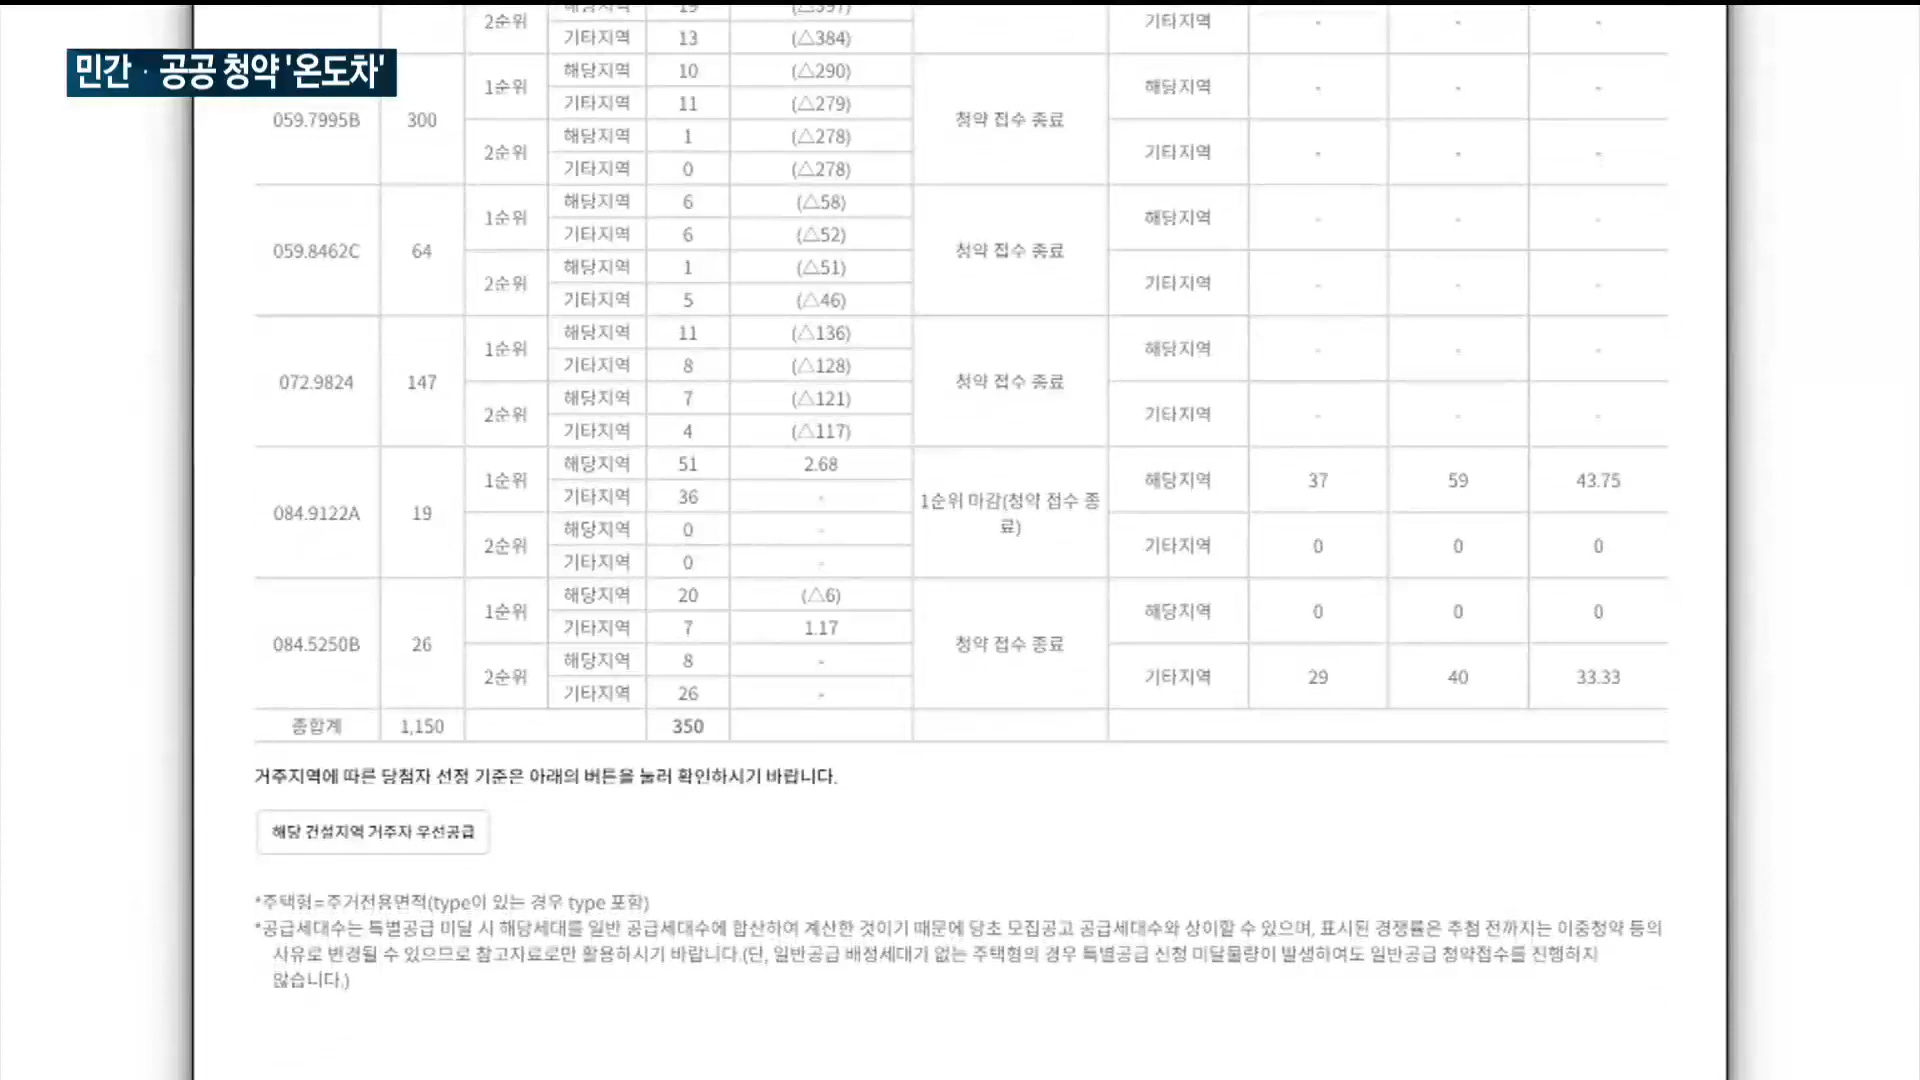 민간·공공 청약 '온도차'
2순위 해당지역 19 (△397) 기타지역 - - -
기타지역 13 (△384)
059.7995B 300 1순위 해당지역 10 (△290) 청약 접수 종료 해당지역 - - -
기타지역 11 (△279)
2순위 해당지역 1 (△278) 기타지역 - - -
기타지역 0 (△278)
059.8462C 64 1순위 해당지역 6 (△58) 청약 접수 종료 해당지역 - - -
기타지역 6 (△52)
2순위 해당지역 1 (△51) 기타지역 - - -
기타지역 5 (△46)
072.9824 147 1순위 해당지역 11 (△136) 청약 접수 종료 해당지역 - - -
기타지역 8 (△128)
2순위 해당지역 7 (△121) 기타지역 - - -
기타지역 4 (△117)
084.9122A 19 1순위 해당지역 51 2.68 1순위 마감(청약 접수 종료) 해당지역 37 59 43.75
기타지역 36 -
2순위 해당지역 0 - 기타지역 0 0 0
기타지역 0 -
084.5250B 26 1순위 해당지역 20 (△6) 청약 접수 종료 해당지역 0 0 0
기타지역 7 1.17
2순위 해당지역 8 - 기타지역 29 40 33.33
기타지역 26 -
종합계 1,150 350
거주지역에 따른 당첨자 선정 기준은 아래의 버튼을 눌러 확인하시기 바랍니다.
해당 건설지역 거주자 우선공급
*주택형=주거전용면적(type이 있는 경우 type 포함)
*공급세대수는 특별공급 미달 시 해당세대를 일반 공급세대수에 합산하여 계산한 것이기 때문에 당초 모집공고 공급세대수와 상이할 수 있으며, 표시된 경쟁률은 추첨 전까지는 이중청약 등의
사유로 변경될 수 있으므로 참고자료로만 활용하시기 바랍니다.(단, 일반공급 배정세대가 없는 주택형의 경우 특별공급 신청 미달물량이 발생하여도 일반공급 청약접수를 진행하지
않습니다.)